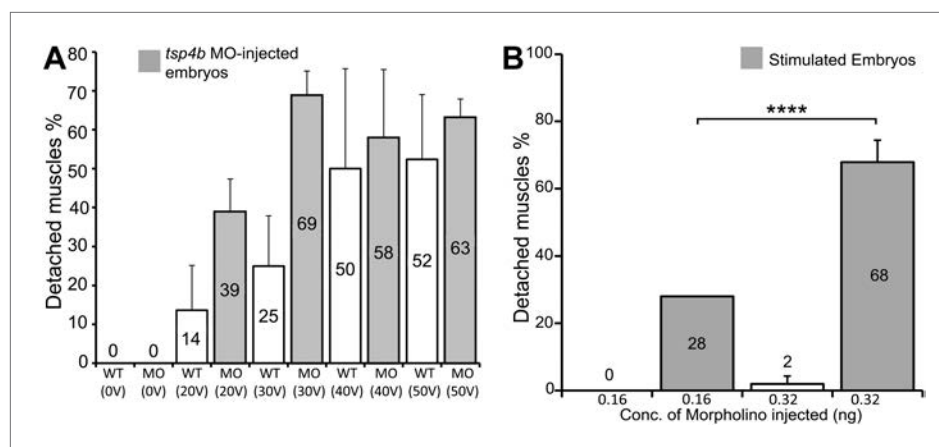 A
tsp4b MO-injected
embryos
Detached muscles %
80
70
60
50
40
30
20
10
0
0
0
14
39
25
69
50
58
52
63
WT MO WT MO WT MO WT MO WT MO
(0V) (0V) (20V) (20V) (30V) (30V) (40V) (40V) (50V) (50V)
B
Stimulated Embryos
Detached muscles %
100
80
60
40
20
0
****
0
28
2
68
0.16 0.16 0.32 0.32
Conc. of Morpholino injected (ng)